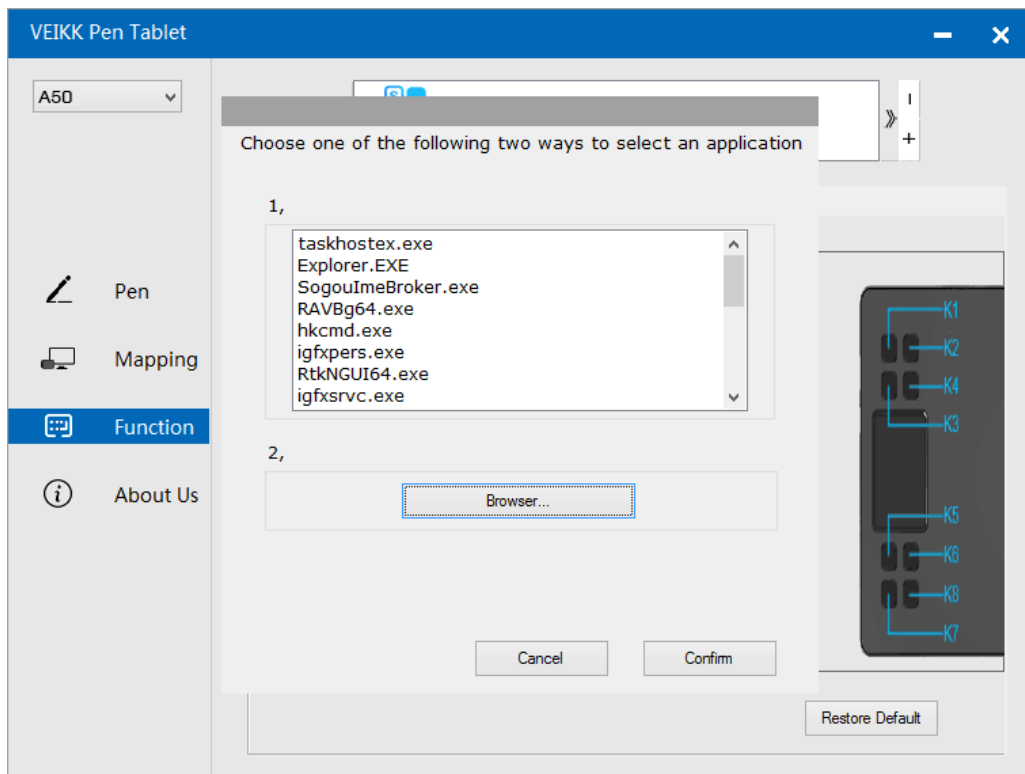 VEIKK Pen Tablet
A50
Choose one of the following two ways to select an application
1,
taskhostex.exe
Explorer.EXE
SogouImeBroker.exe
RAVBg64.exe
hkcmd.exe
igfxpers.exe
RtkNGUI64.exe
igfxsrvc.exe
2,
Browser...
Cancel
Confirm
Pen
Mapping
Function
About Us
K1
K2
K4
K3
K5
K6
K8
K7
Restore Default